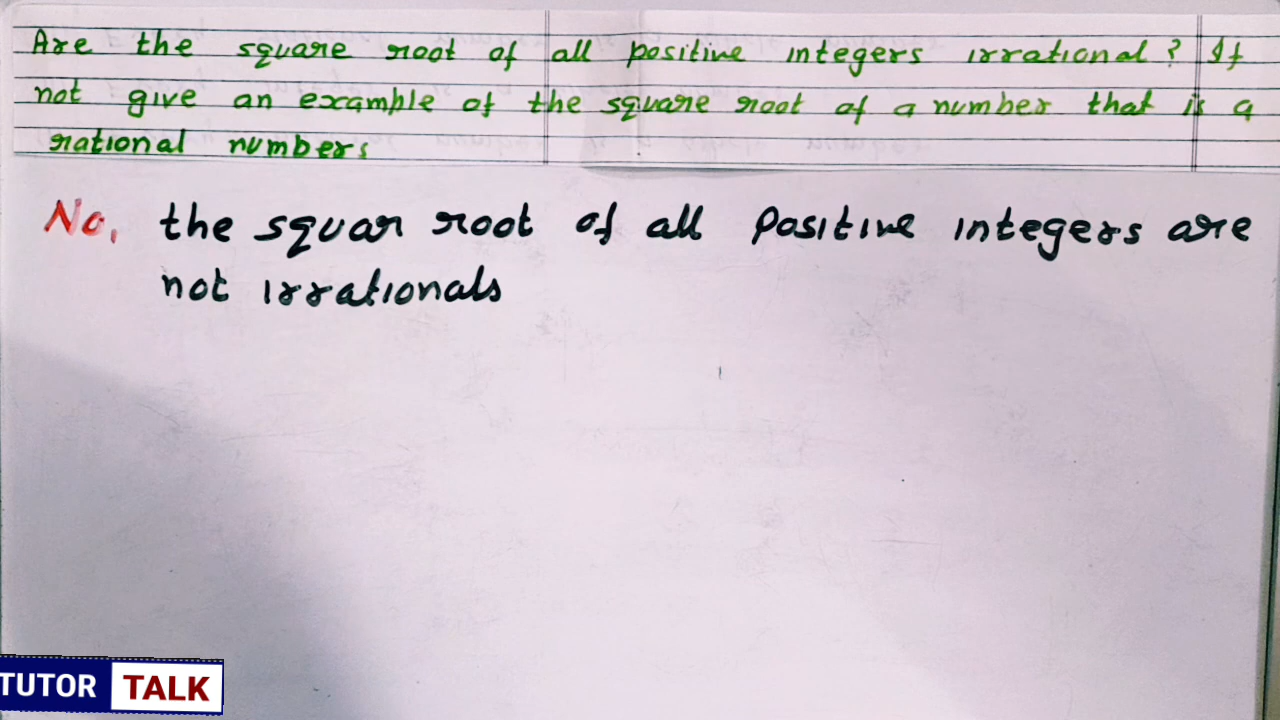 Are the square root of all positive integers irrational? If
not give an examble of the square root of a number that is a
rational numbers
No, the squar root of all positive integers are
not irrationals
TUTOR TALK